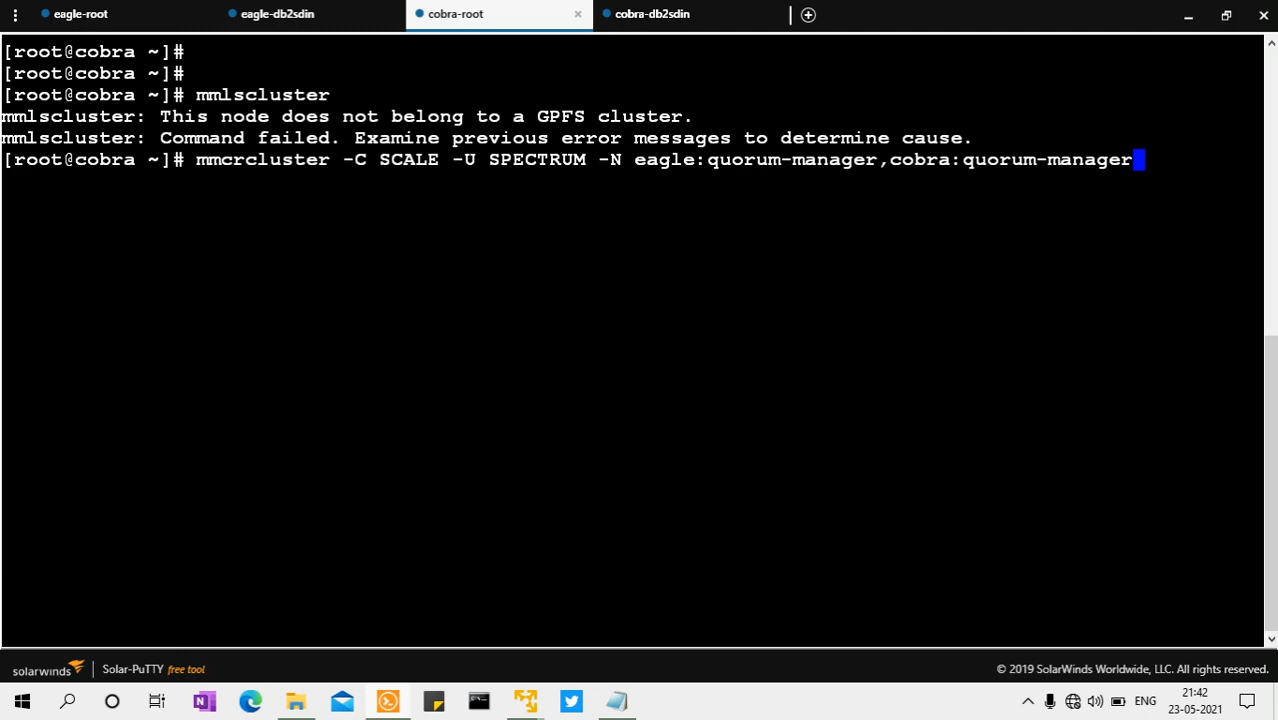 eagle-root eagle-db2sdin cobra-root cobra-db2sdin
[root@cobra ~]#
[root@cobra ~]#
[root@cobra ~]# mmlscluster
mmlscluster: This node does not belong to a GPFS cluster.
mmlscluster: Command failed. Examine previous error messages to determine cause.
[root@cobra ~]# mmcrcluster -C SCALE -U SPECTRUM -N eagle:quorum-manager,cobra:quorum-manager
solarwinds Solar-PuTTY free tool © 2019 SolarWinds Worldwide, LLC. All rights reserved.
ENG 21:42
23-05-2021